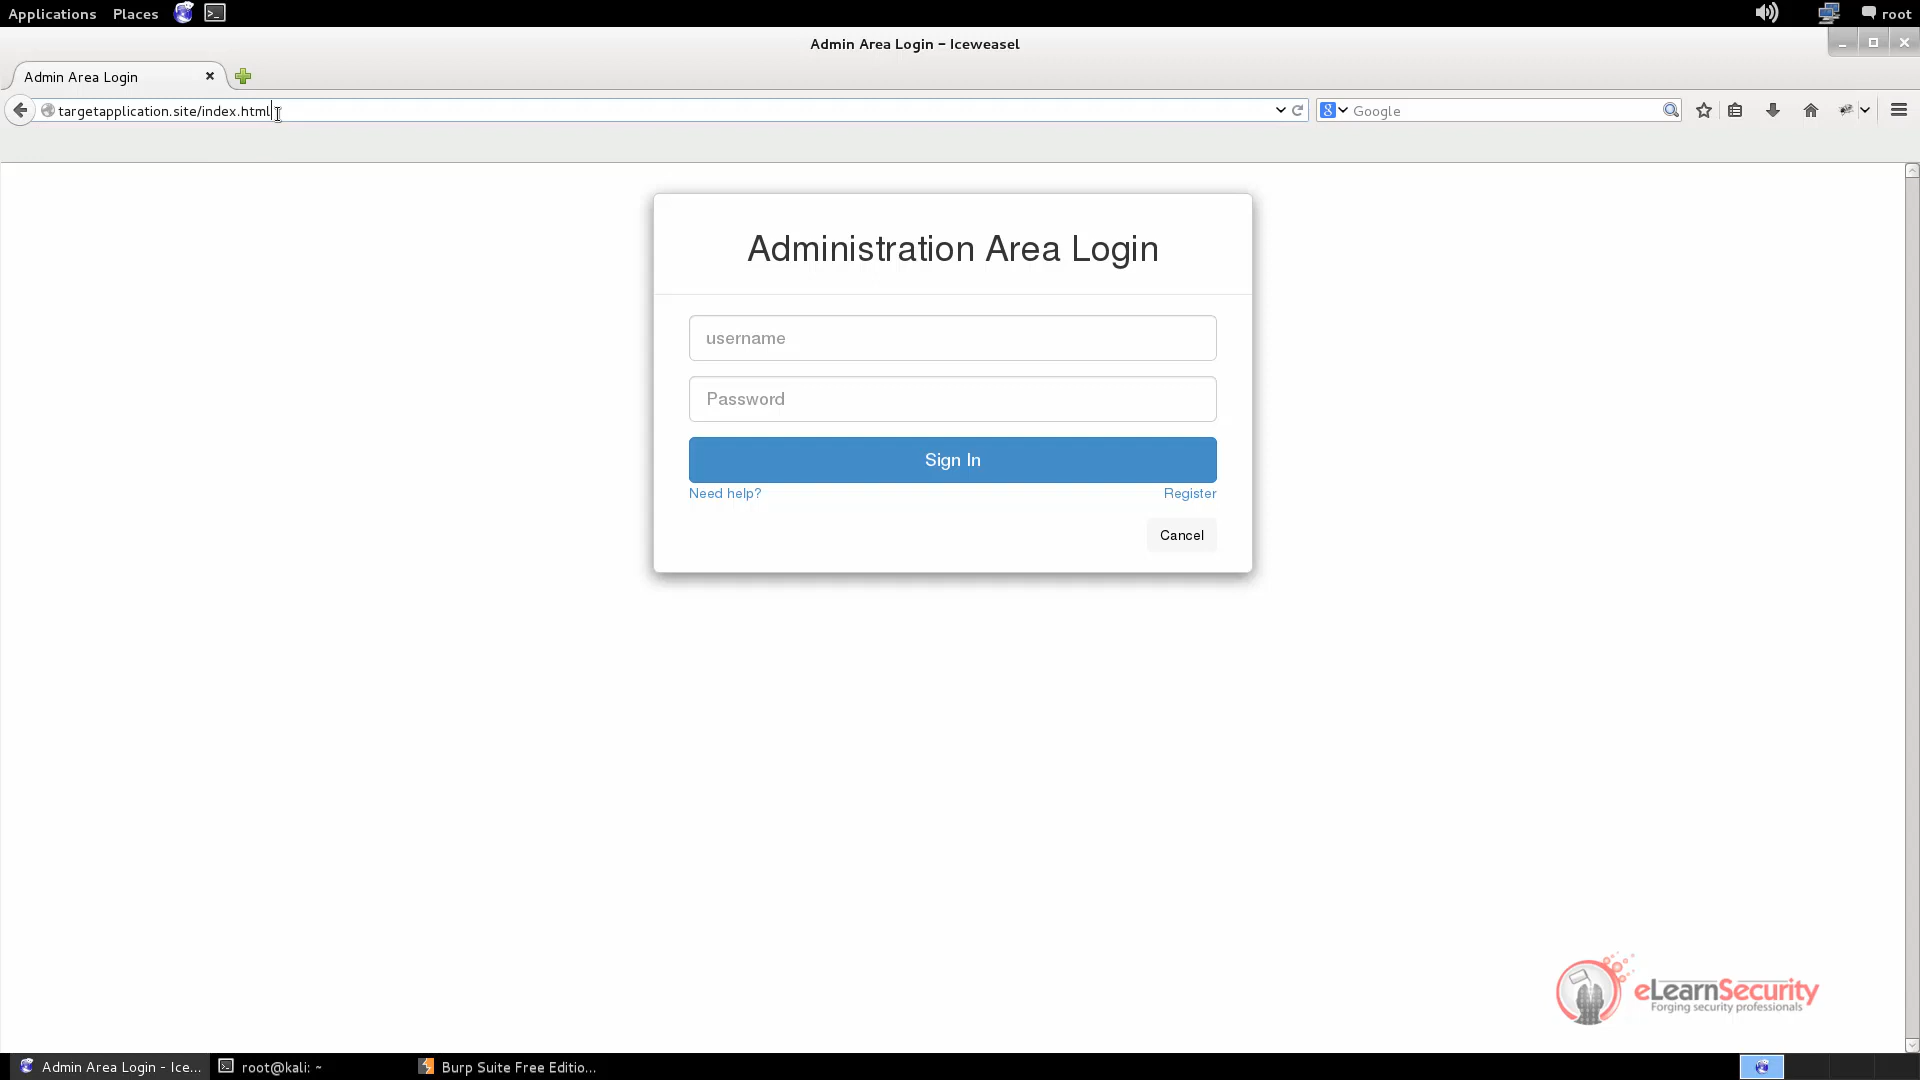 Applications Places root
Admin Area Login - Iceweasel
Admin Area Login
targetapplication.site/index.html
8 Google
Administration Area Login
username
Password
Sign In
Need help? Register
Cancel
eLearnSecurity
Forging security professionals
Admin Area Login - Ice... root@kali: ~ Burp Suite Free Editio...